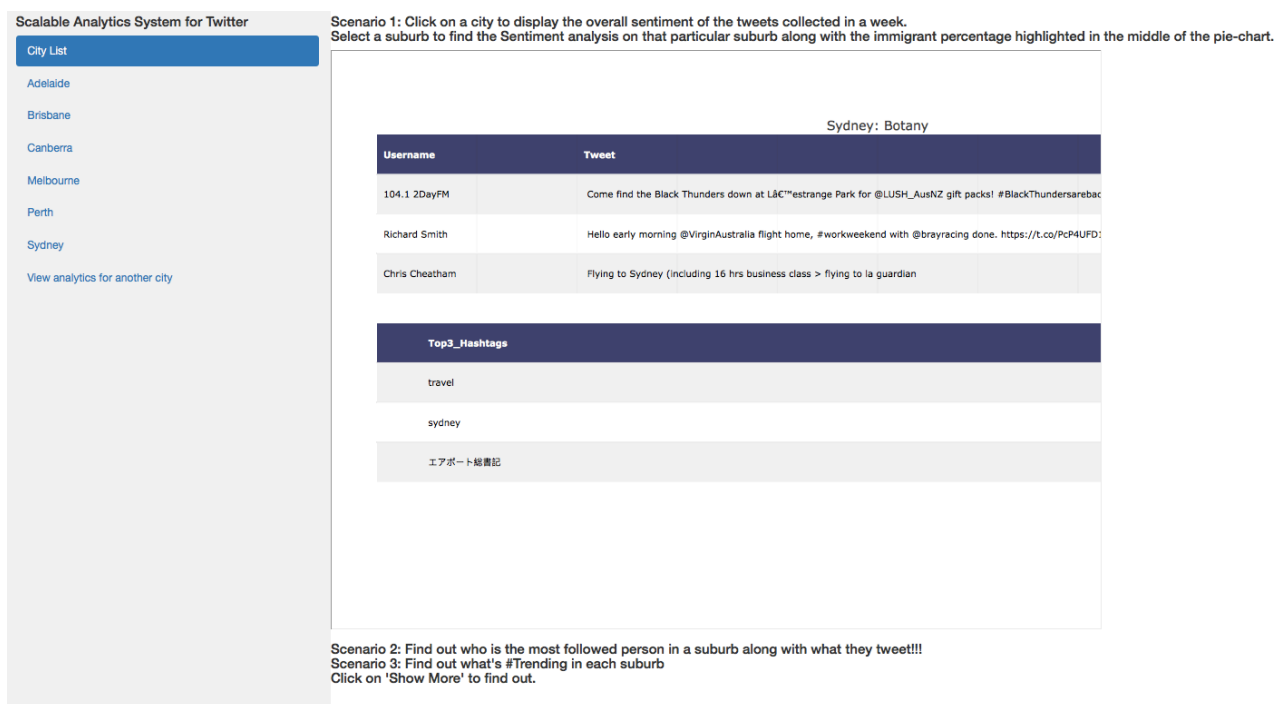 Scalable Analytics System for Twitter
City List
Adelaide
Brisbane
Canberra
Melbourne
Perth
Sydney
View analytics for another city
Scenario 1: Click on a city to display the overall sentiment of the tweets collected in a week.
Select a suburb to find the Sentiment analysis on that particular suburb along with the immigrant percentage highlighted in the middle of the pie-chart.
Sydney: Botany
Username Tweet
104.1 2DayFM Come find the Black Thunders down at Lâ€™estrange Park for @LUSH_AusNZ gift packs! #BlackThundersarebac
Richard Smith Hello early morning @VirginAustralia flight home, #workweekend with @brayracing done. https://t.co/PcP4UFD1
Chris Cheatham Flying to Sydney (including 16 hrs business class > flying to la guardian
Top3_Hashtags
travel
sydney
エアポート総書記
Scenario 2: Find out who is the most followed person in a suburb along with what they tweet!!!
Scenario 3: Find out what's #Trending in each suburb
Click on 'Show More' to find out.